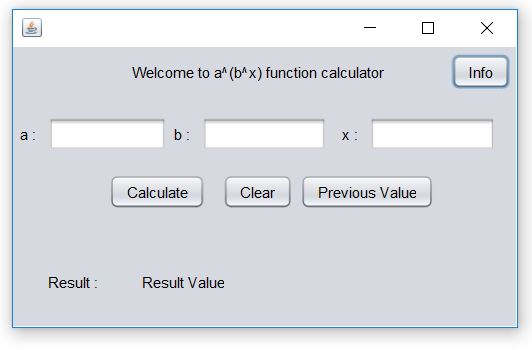 Welcome to a^(b^x) function calculator Info
a : b : x :
Calculate Clear Previous Value
Result : Result Value